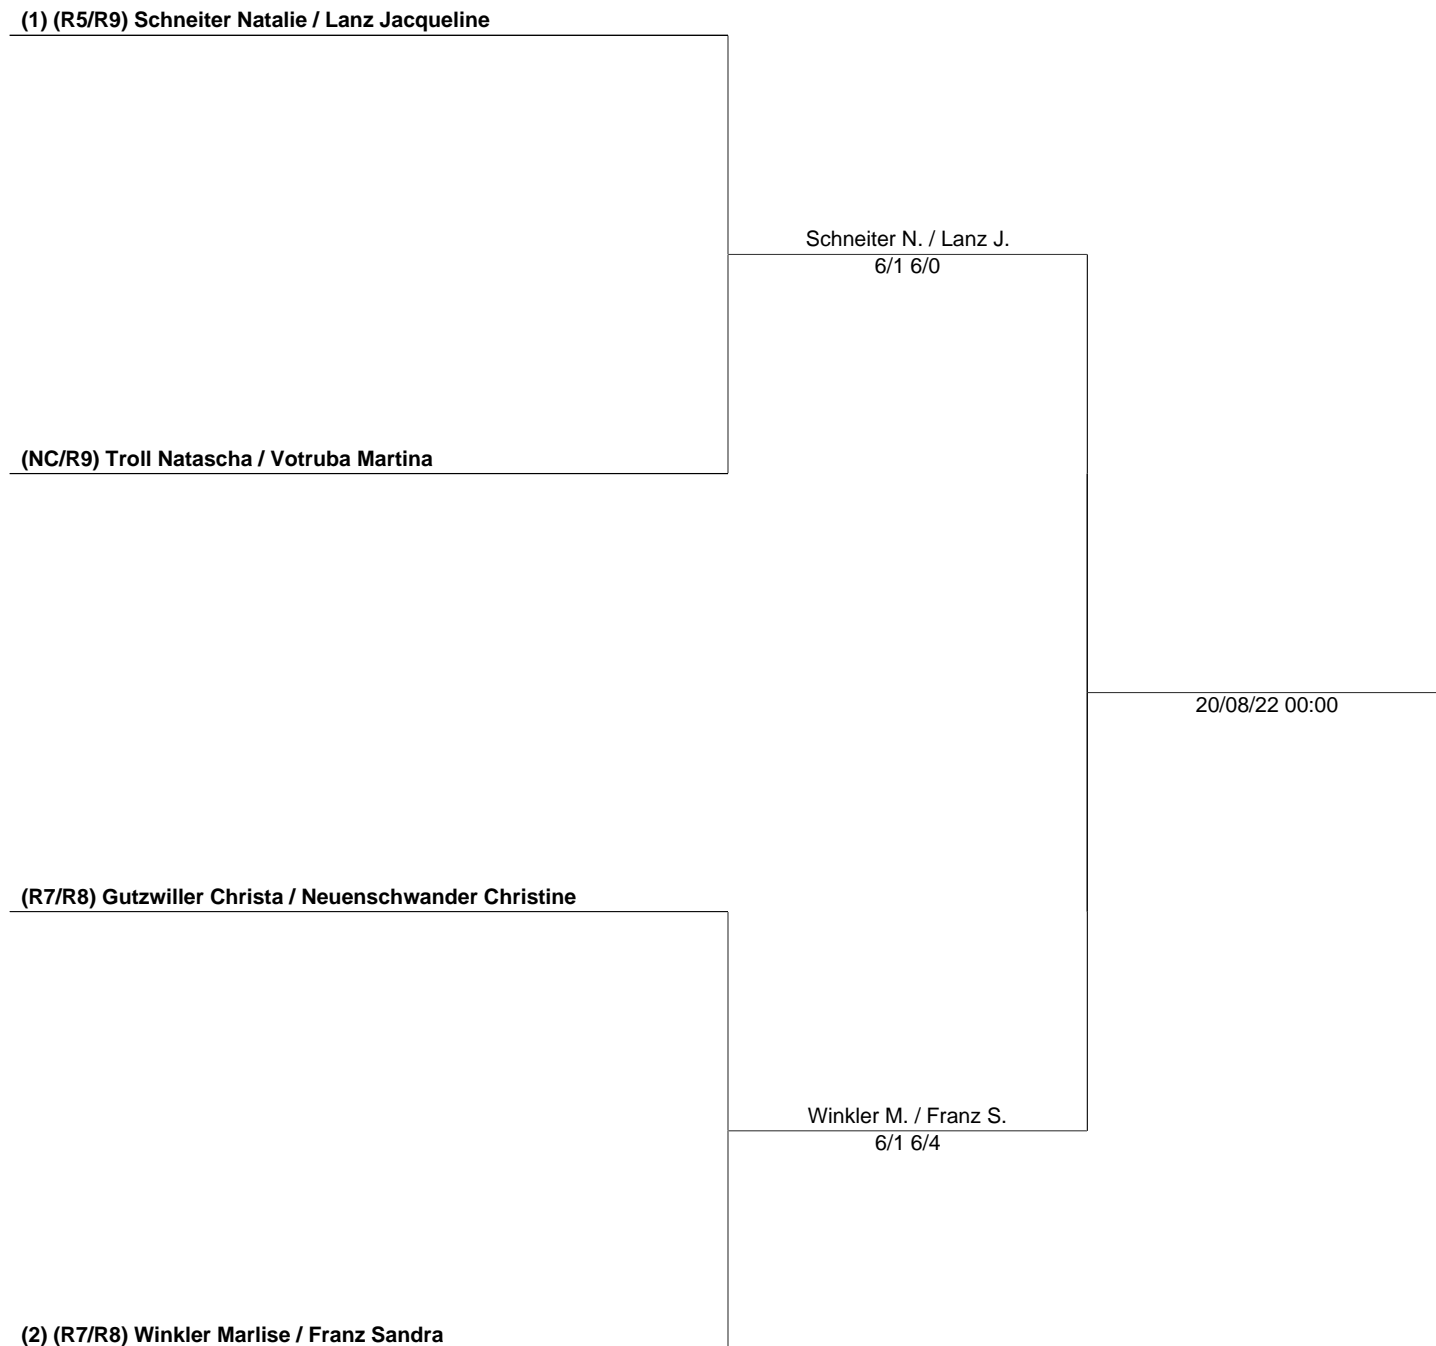 (1) (R5/R9) Schneiter Natalie / Lanz Jacqueline
Schneiter N. / Lanz J.
6/1 6/0
(NC/R9) Troll Natascha / Votruba Martina
20/08/22 00:00
(R7/R8) Gutzwiller Christa / Neuenschwander Christine
Winkler M. / Franz S.
6/1 6/4
(2) (R7/R8) Winkler Marlise / Franz Sandra